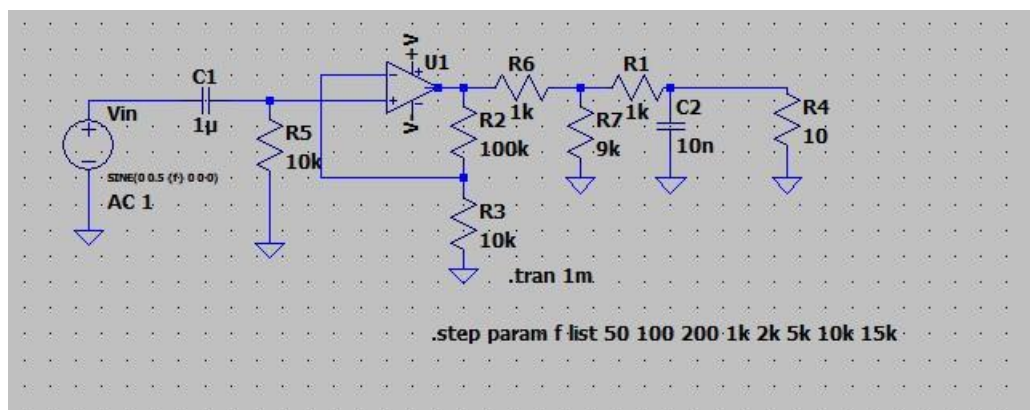 Vin
SINE(0 0.5 {f} 0 0 0)
AC 1
C1
1µ
R5
10k
+V
U1
V-
R2
100k
R3
10k
R6
1k
R7
9k
R1
1k
C2
10n
R4
10
.tran 1m
.step param f list 50 100 200 1k 2k 5k 10k 15k